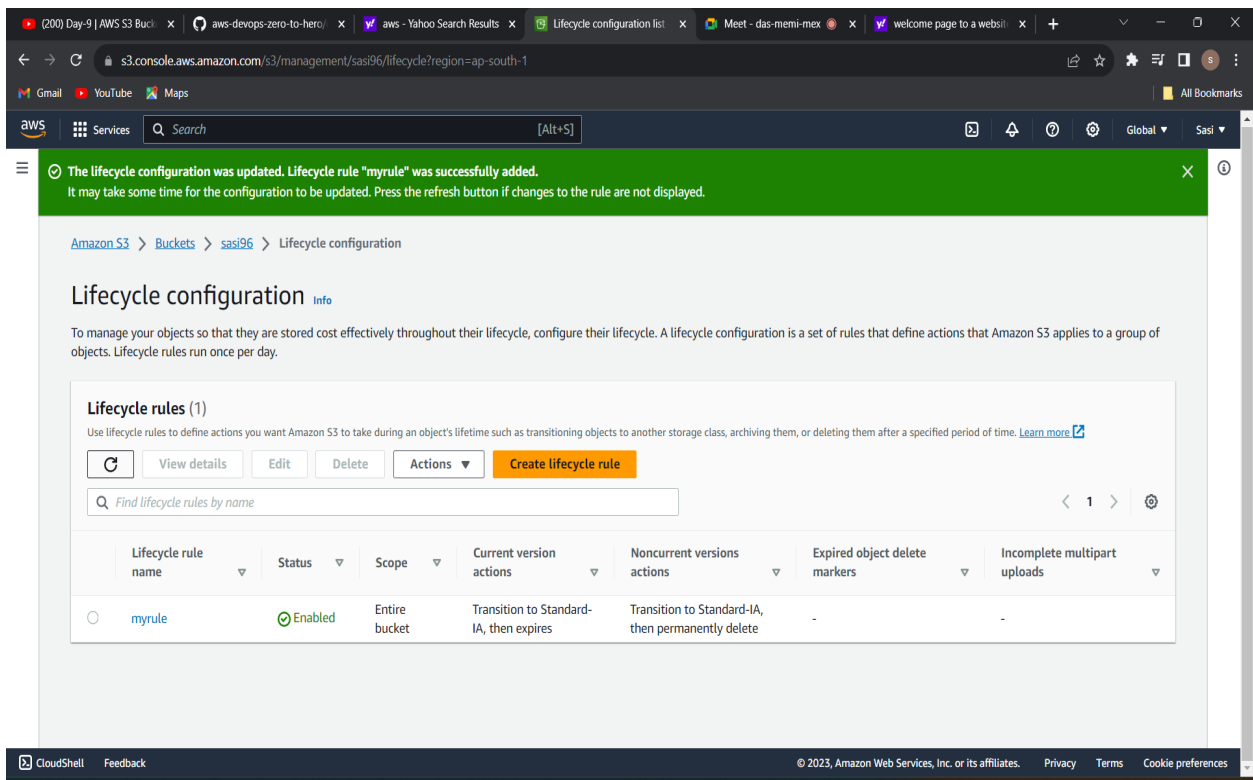 (200) Day-9 | AWS S3 Buck
aws-devops-zero-to-hero/
aws - Yahoo Search Results
Lifecycle configuration list
Meet - das-memi-mex
welcome page to a websit
s3.console.aws.amazon.com/s3/management/sasi96/lifecycle?region=ap-south-1
S
Gmail YouTube Maps All Bookmarks
aws Services Search [Alt+S] Global Sasi
The lifecycle configuration was updated. Lifecycle rule "myrule" was successfully added.
It may take some time for the configuration to be updated. Press the refresh button if changes to the rule are not displayed.
Amazon S3 > Buckets > sasi96 > Lifecycle configuration
Lifecycle configuration Info
To manage your objects so that they are stored cost effectively throughout their lifecycle, configure their lifecycle. A lifecycle configuration is a set of rules that define actions that Amazon S3 applies to a group of
objects. Lifecycle rules run once per day.
Lifecycle rules (1)
Use lifecycle rules to define actions you want Amazon S3 to take during an object's lifetime such as transitioning objects to another storage class, archiving them, or deleting them after a specified period of time. Learn more
View details Edit Delete Actions Create lifecycle rule
Find lifecycle rules by name
< 1 >
Lifecycle rule name
Status
Scope
Current version actions
Noncurrent versions actions
Expired object delete markers
Incomplete multipart uploads
myrule
Enabled
Entire bucket
Transition to Standard-IA, then expires
Transition to Standard-IA, then permanently delete
-
-
CloudShell Feedback © 2023, Amazon Web Services, Inc. or its affiliates. Privacy Terms Cookie preferences